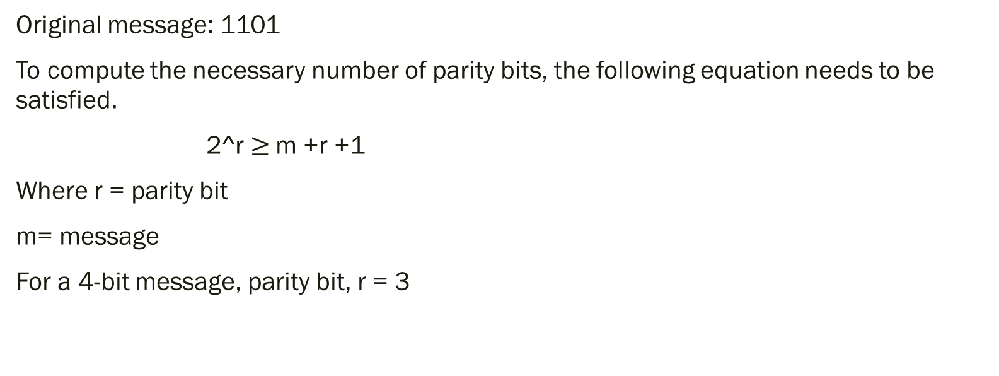 Original message: 1101
To compute the necessary number of parity bits, the following equation needs to be
satisfied.
2^r ≥ m +r +1
Where r = parity bit
m= message
For a 4-bit message, parity bit, r = 3